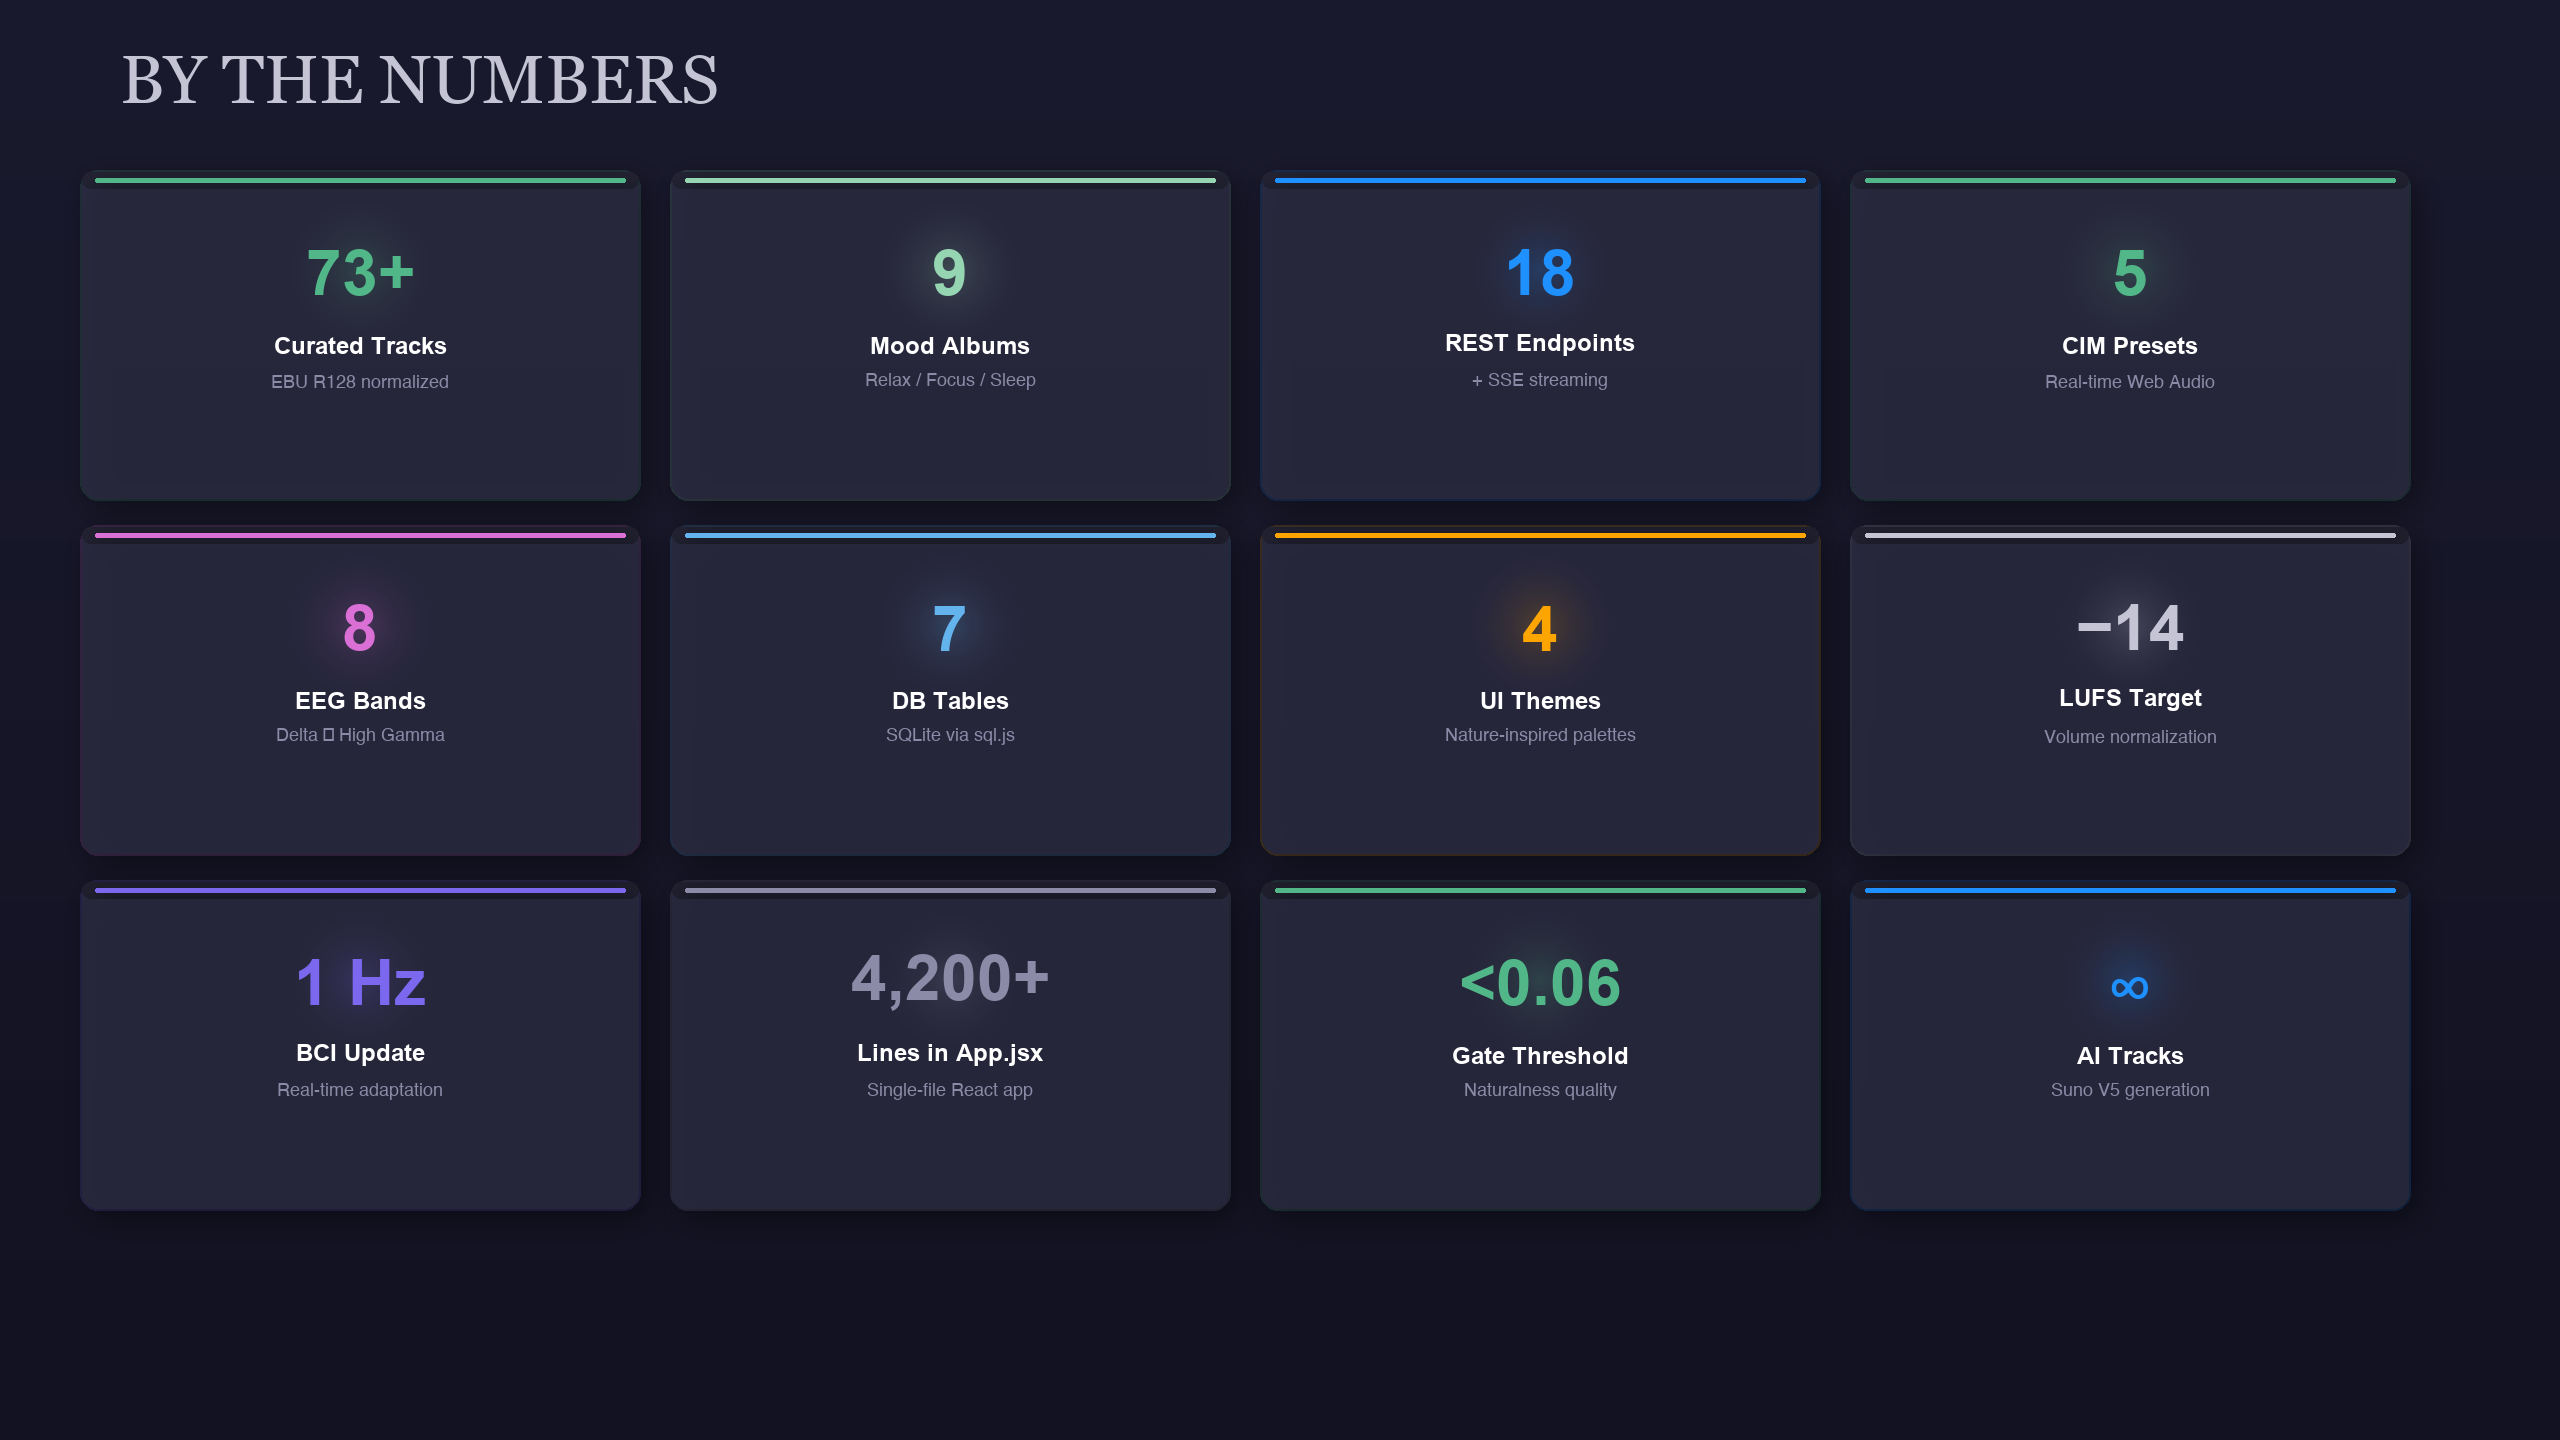 BY THE NUMBERS
73+
Curated Tracks
EBU R128 normalized
9
Mood Albums
Relax / Focus / Sleep
18
REST Endpoints
+ SSE streaming
5
CIM Presets
Real-time Web Audio
8
EEG Bands
Delta □ High Gamma
7
DB Tables
SQLite via sql.js
4
UI Themes
Nature-inspired palettes
−14
LUFS Target
Volume normalization
1 Hz
BCI Update
Real-time adaptation
4,200+
Lines in App.jsx
Single-file React app
<0.06
Gate Threshold
Naturalness quality
∞
AI Tracks
Suno V5 generation